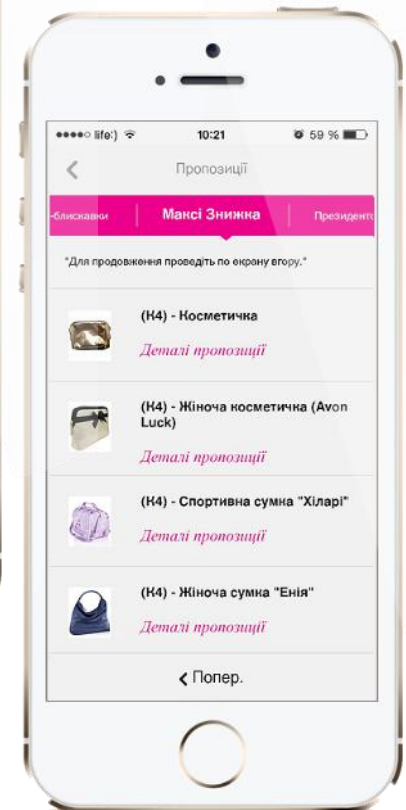 life:) 10:21 59 %
Пропозиції
-блискавки Максі Знижка Президентс
"Для продовження проведіть по екрану вгору."
(К4) - Косметичка
Деталі пропозиції
(К4) - Жіноча косметичка (Avon
Luck)
Деталі пропозиції
(К4) - Спортивна сумка "Хіларі"
Деталі пропозиції
(К4) - Жіноча сумка "Енія"
Деталі пропозиції
Попер.